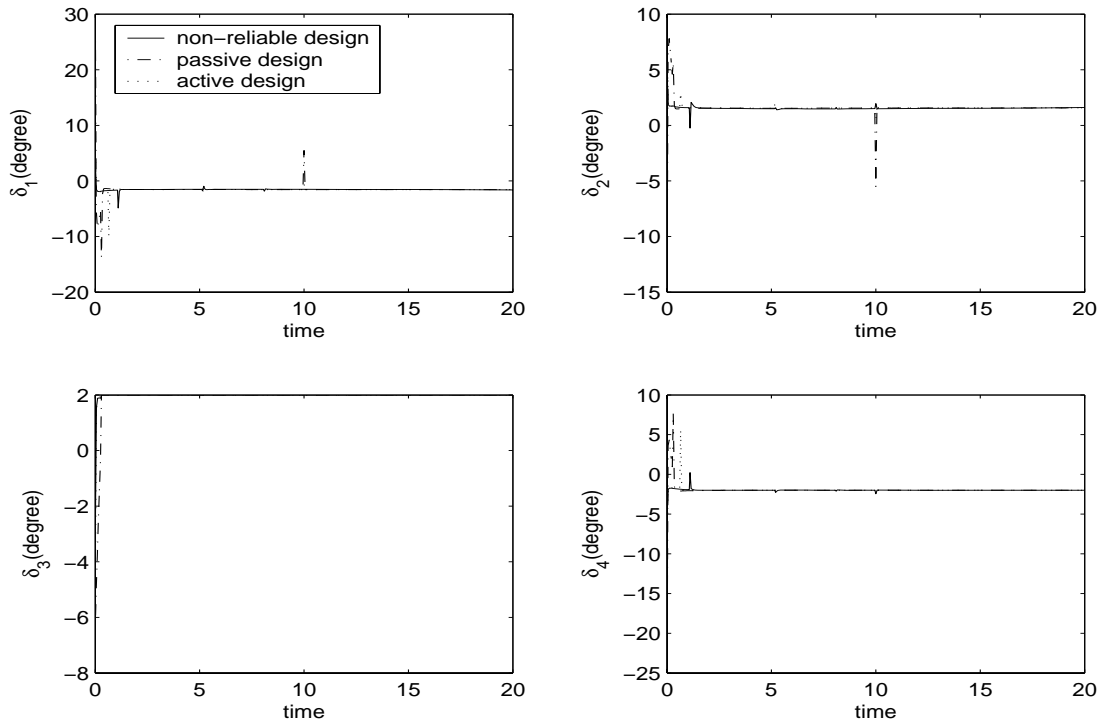 30
20
10
0
−10
−20
δ1(degree)
0 5 10 15 20
time
non−reliable design
passive design
active design
10
5
0
−5
−10
−15
δ2(degree)
0 5 10 15 20
time
2
0
−2
−4
−6
−8
δ3(degree)
0 5 10 15 20
time
10
5
0
−5
−10
−15
−20
−25
δ4(degree)
0 5 10 15 20
time